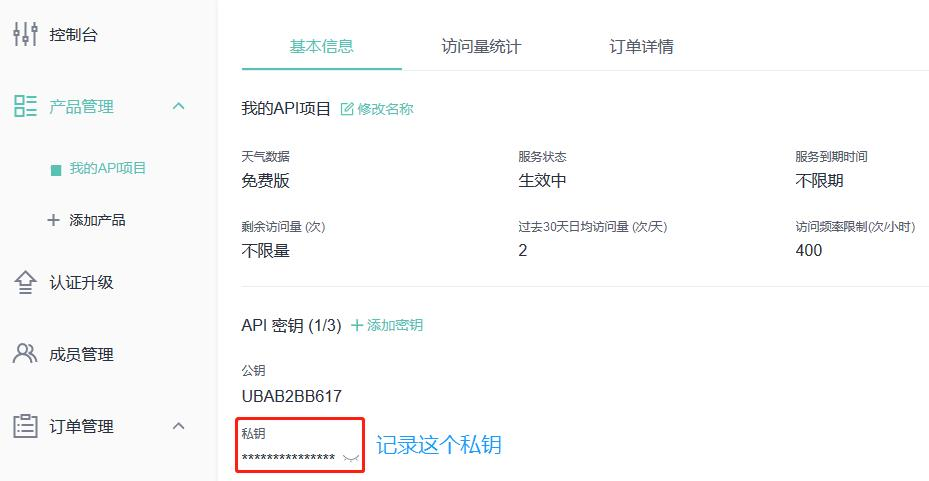 控制台
产品管理
我的API项目
添加产品
认证升级
成员管理
订单管理
基本信息 访问量统计 订单详情
我的API项目 修改名称
天气数据 服务状态 服务到期时间
免费版 生效中 不限期
剩余访问量 (次) 过去30天日均访问量 (次/天) 访问频率限制(次/小时)
不限量 2 400
API 密钥 (1/3) 添加密钥
公钥
UBAB2BB617
私钥
***************
记录这个私钥